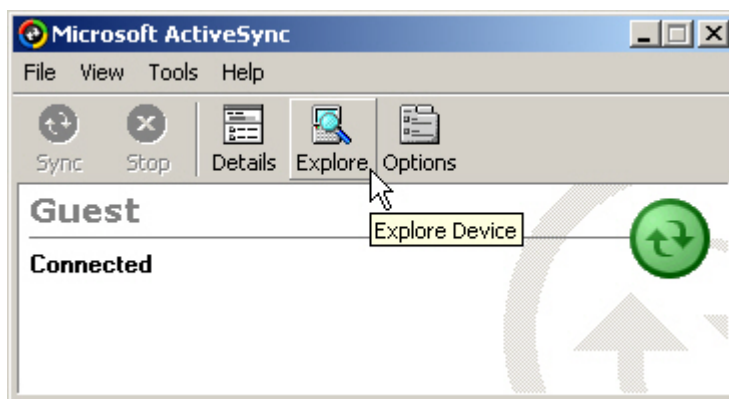 Microsoft ActiveSync
File View Tools Help
Sync Stop Details Explore Options
Guest
Explore Device
Connected